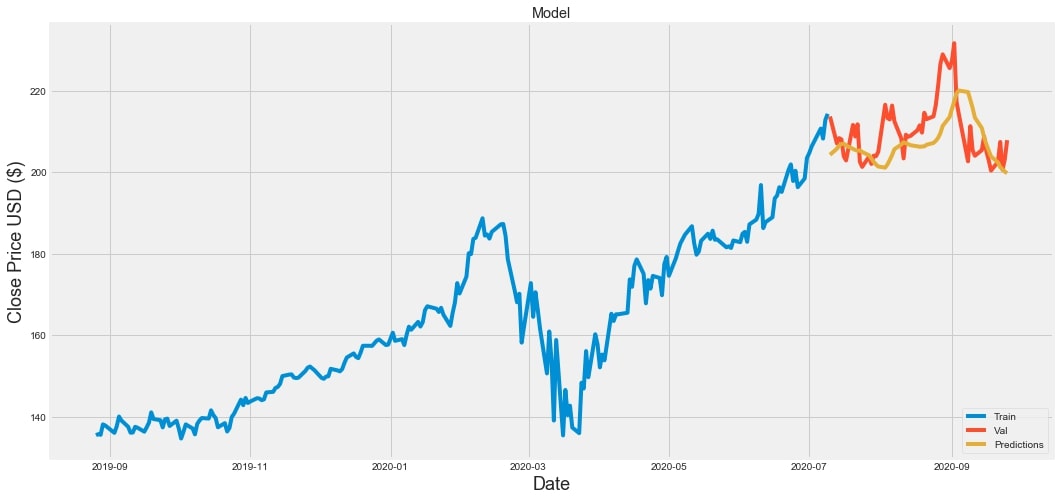 Model
Close Price USD ($)
220
200
180
160
140
2019-09
2019-11
2020-01
2020-03
2020-05
2020-07
2020-09
Date
Train
Val
Predictions